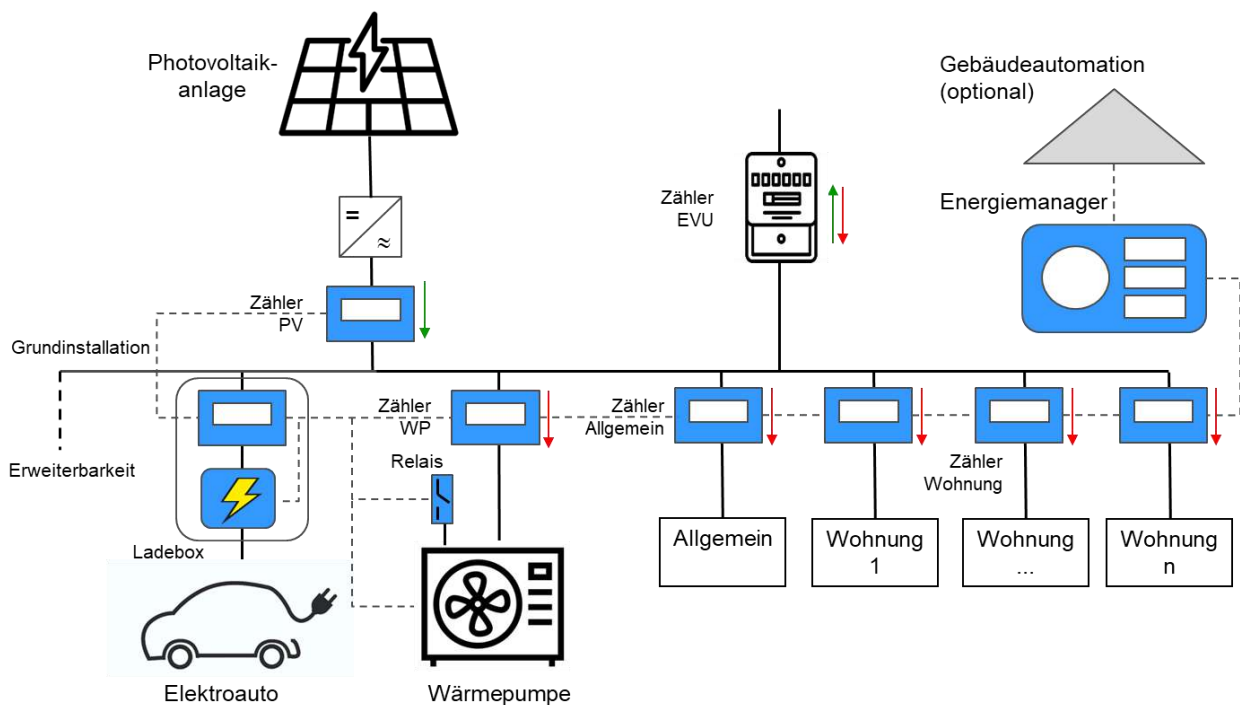 Photovoltaik-
anlage
Gebäudeautomation
(optional)
Zähler
EVU
Energiemanager
=
≈
Zähler
PV
Grundinstallation
Zähler
WP
Zähler
Allgemein
Erweiterbarkeit
Relais
Zähler
Wohnung
Ladebox
Allgemein
Wohnung
1
Wohnung
...
Wohnung
n
Elektroauto
Wärmepumpe